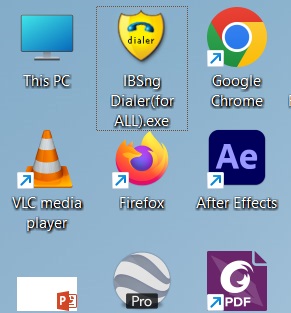 dialer
This PC
IBSng
Dialer(for
ALL).exe
Google
Chrome
Ae
VLC media
player
Firefox
After Effects
P
Pro
PDF